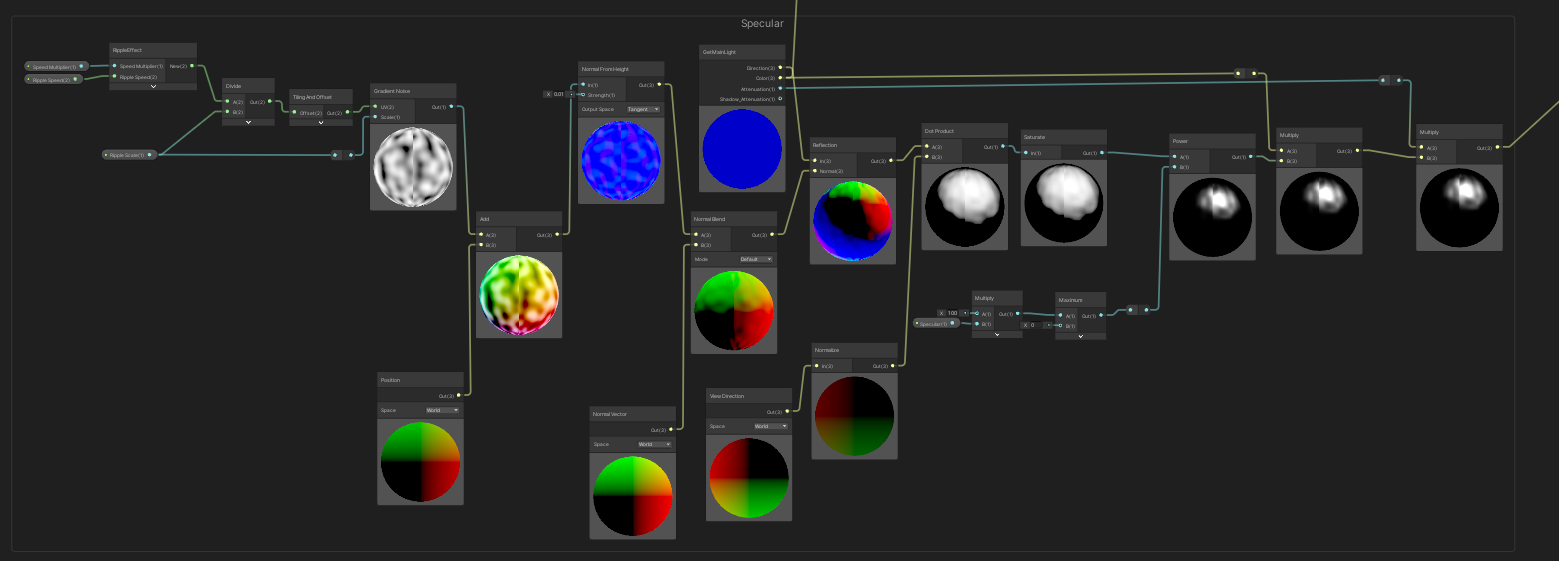 Specular
RippleEffect
Speed Multiplier(1)
Ripple Speed(2)
Speed Multiplier(1) New(2)
Ripple Speed(2)
Divide
A(2) Out(2)
B(2)
Ripple Scale(1)
Tiling And Offset
Offset(2) Out(2)
Gradient Noise
UV(2) Out(1)
Scale(1)
Add
A(3) Out(3)
B(3)
Position
Out(3)
Space World
Normal From Height
In(1) Out(3)
X 0.01 Strength(1)
Output Space Tangent
Normal Vector
Out(3)
Space World
GetMainLight
Direction(3)
Color(3)
Attenuation(1)
Shadow_Attenuation(1)
Normal Blend
A(3) Out(3)
B(3)
Mode Default
View Direction
Out(3)
Space World
Reflection
In(3) Out(3)
Normal(3)
Normalize
In(3) Out(3)
Dot Product
A(3) Out(1)
B(3)
Saturate
In(1) Out(1)
Specular(1)
X 100
Multiply
A(1) Out(1)
B(1)
X 0
Maximum
A(1) Out(1)
B(1)
Power
A(1) Out(1)
B(1)
Multiply
A(3) Out(3)
B(3)
Multiply
A(3) Out(3)
B(3)